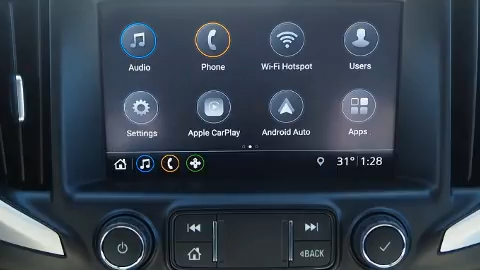 Audio
Phone
Wi-Fi Hotspot
Users
Settings
Apple CarPlay
Android Auto
Apps
31° 1:28
BACK